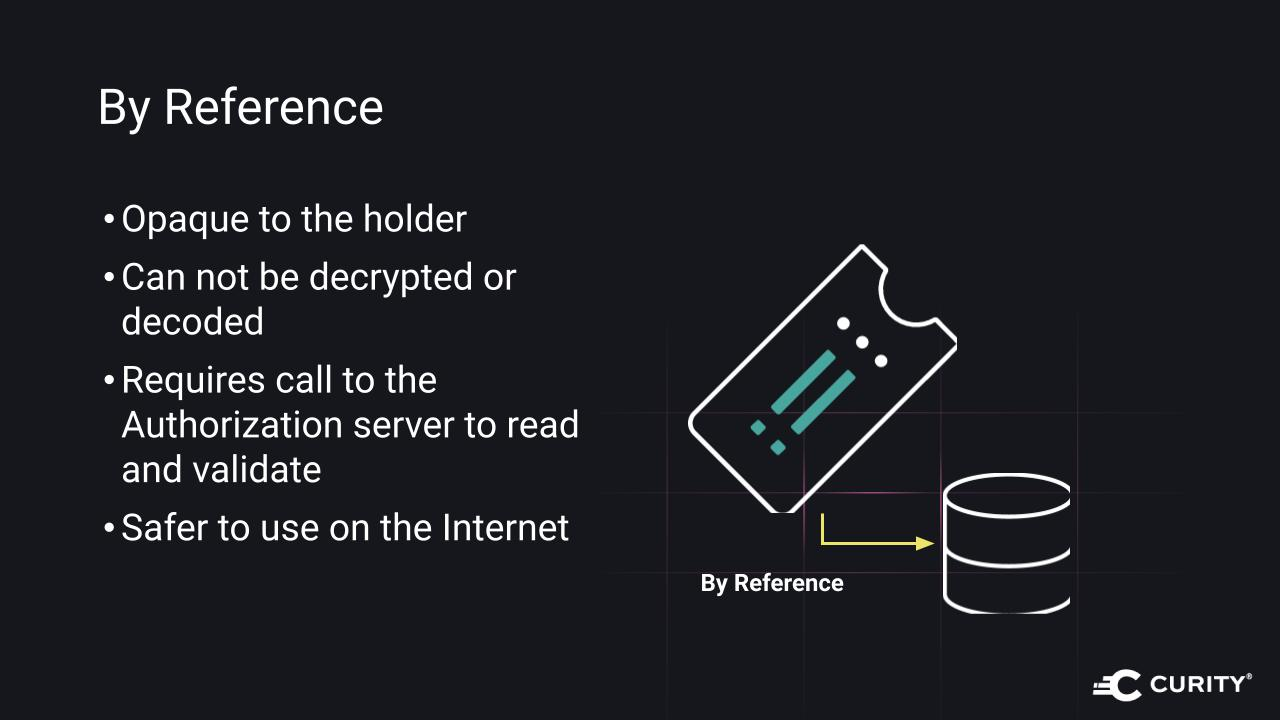 By Reference
• Opaque to the holder
• Can not be decrypted or
decoded
• Requires call to the
Authorization server to read
and validate
• Safer to use on the Internet
By Reference
CURITY®